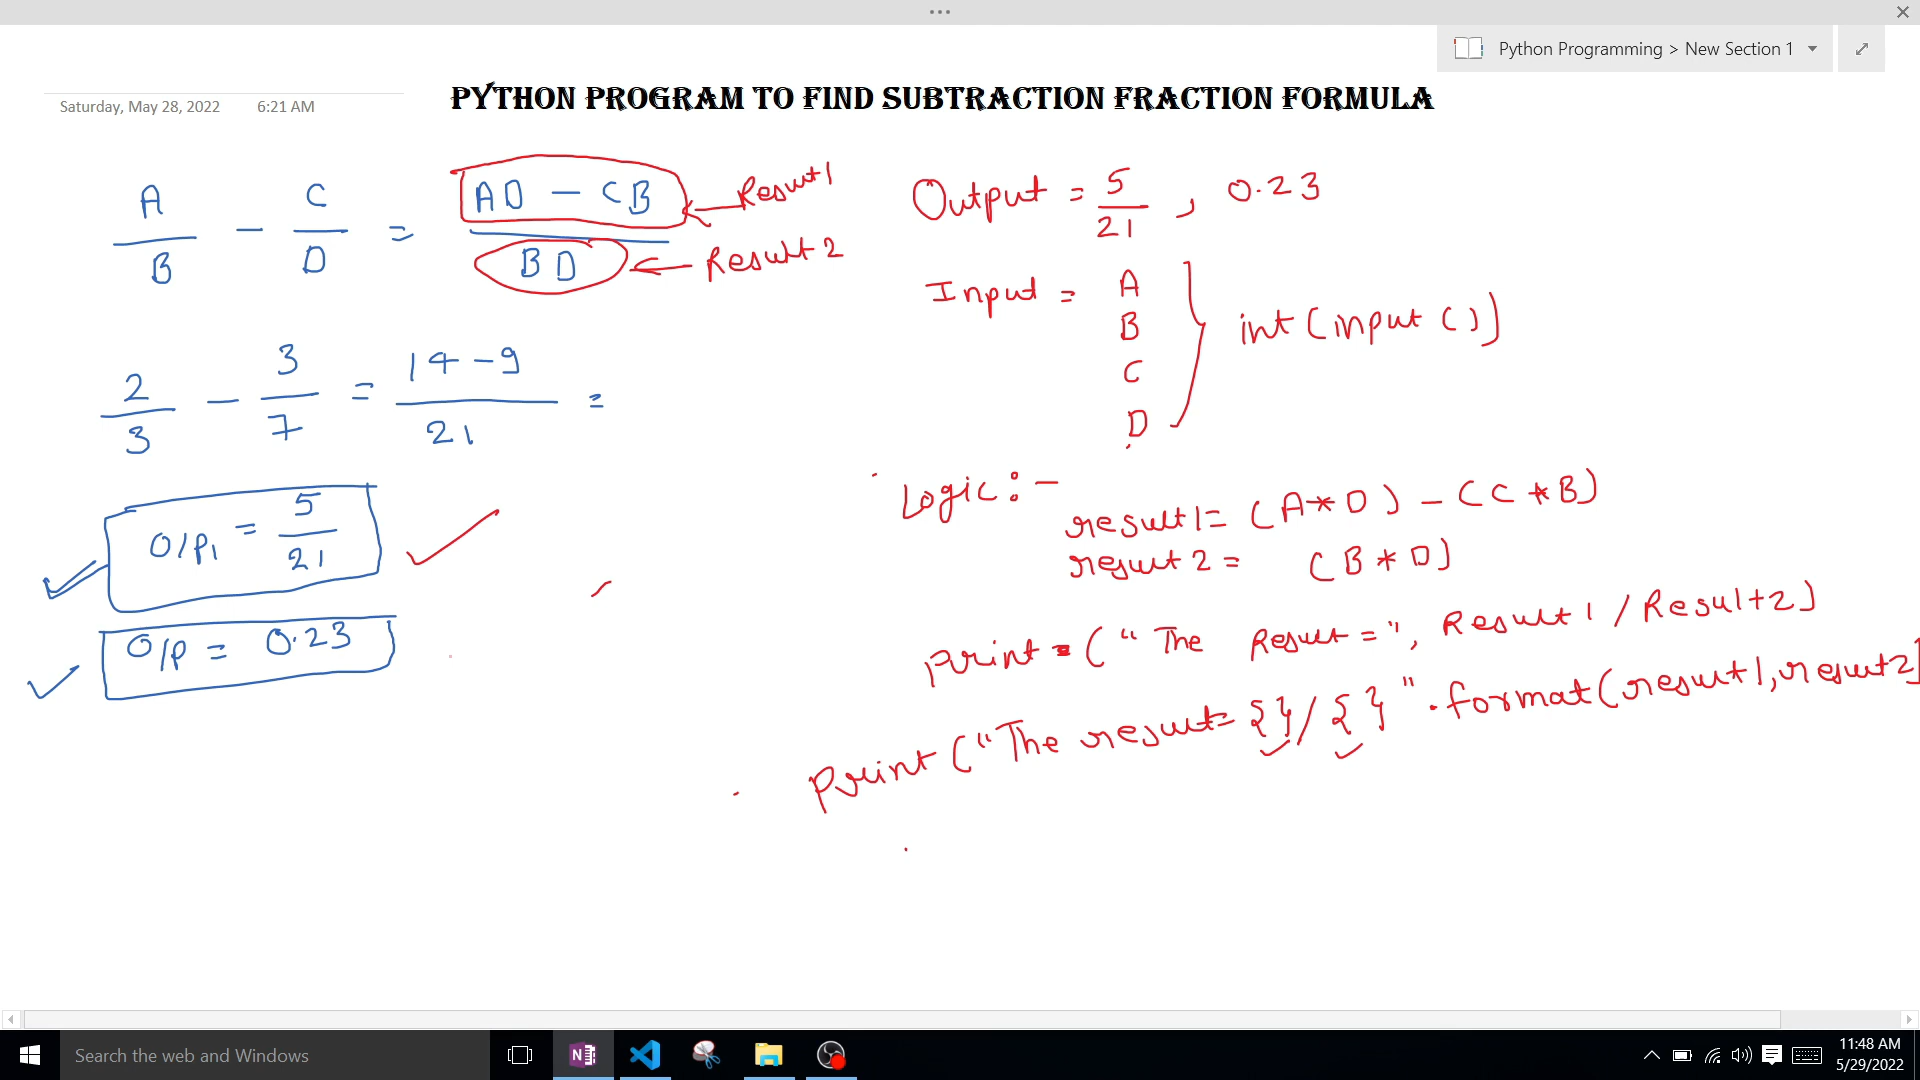 Python Programming > New Section 1
Saturday, May 28, 2022 6:21 AM
PYTHON PROGRAM TO FIND SUBTRACTION FRACTION FORMULA
A/B - C/D = AD - CB / BD
Result1
Result 2
2/3 - 3/7 = 14 - 9 / 21 =
O/P1 = 5/21
O/P = 0.23
Output = 5/21 , 0.23
Input = A
B
C
D
int(input())
Logic:-
result1= (A*D) - (C*B)
result2 = (B*D)
print = ("The Result =", Result1/Result2)
print("The result= {}/{}".format(result1,result2)
Search the web and Windows
11:48 AM
5/29/2022